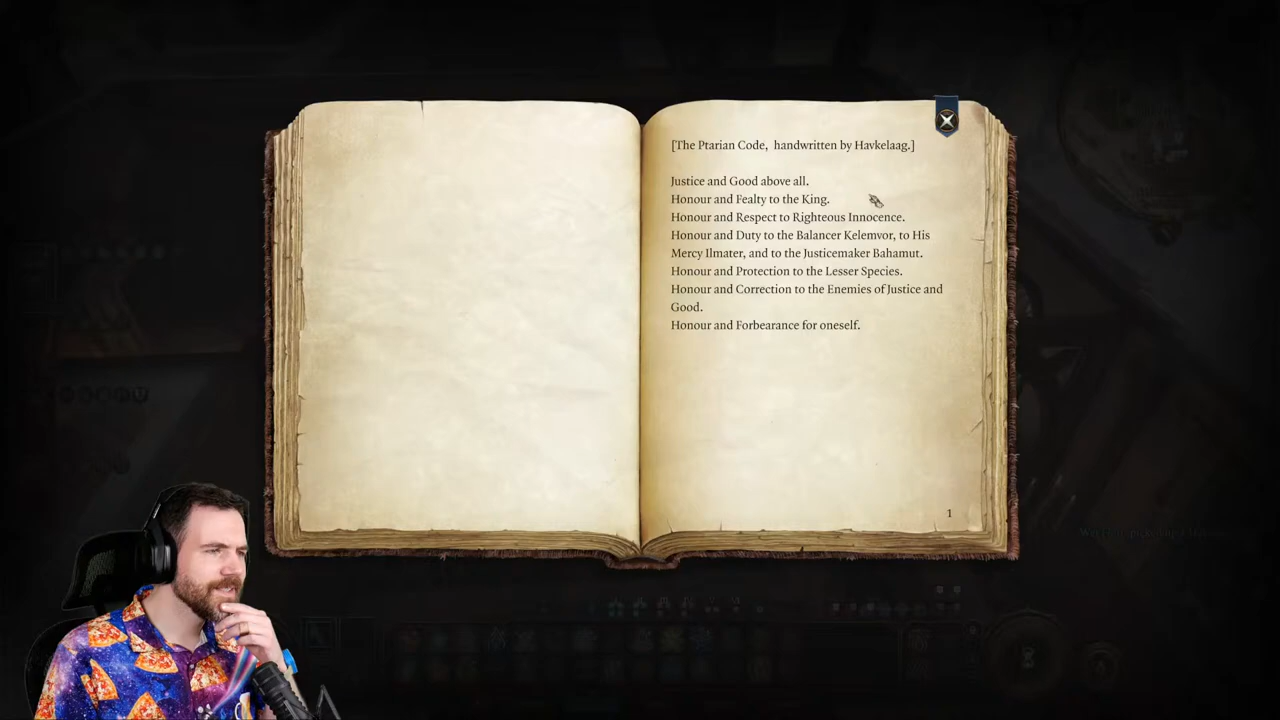 [The Ptarian Code, handwritten by Havkelaag.]
Justice and Good above all.
Honour and Fealty to the King.
Honour and Respect to Righteous Innocence.
Honour and Duty to the Balancer Kelemvor, to His
Mercy Ilmater, and to the Justicemaker Bahamut.
Honour and Protection to the Lesser Species.
Honour and Correction to the Enemies of Justice and
Good.
Honour and Forbearance for oneself.
1